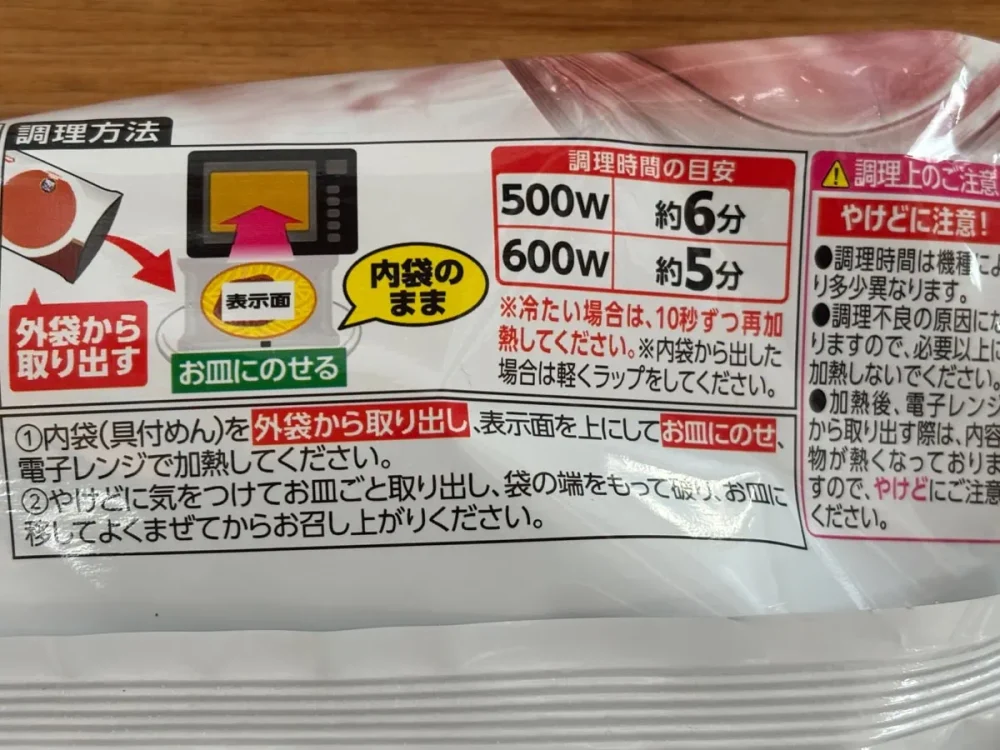 調理方法
外袋から
取り出す
表示面
内袋の
まま
お皿にのせる
調理時間の目安
500W 約6分
600W 約5分
※冷たい場合は、10秒ずつ再加
熱してください。※内袋から出した
場合は軽くラップをしてください。
①内袋(具付めん)を外袋から取り出し、表示面を上にしてお皿にのせ、
電子レンジで加熱してください。
②やけどに気をつけてお皿ごと取り出し、袋の端をもって破り、お皿に
移してよくまぜてからお召し上がりください。
調理上のご注意
やけどに注意!
●調理時間は機種によ
り多少異なります。
●調理不良の原因にな
りますので、必要以上に
加熱しないでください。
●加熱後、電子レンジ
から取り出す際は、内容
物が熱くなっておりま
すので、やけどにご注意
ください。